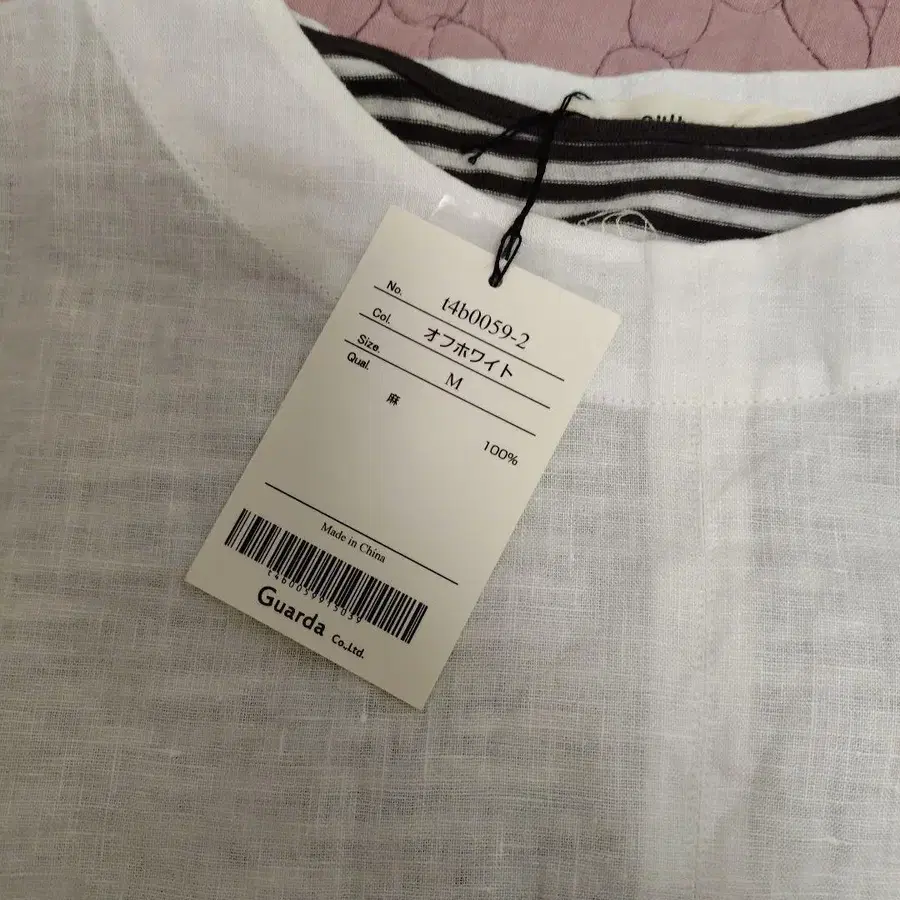 No. t4b0059-2
Col. オフホワイト
Size. M
Qual.
麻
100%
Made in China
t4b0059915059
Guarda Co.,Ltd.